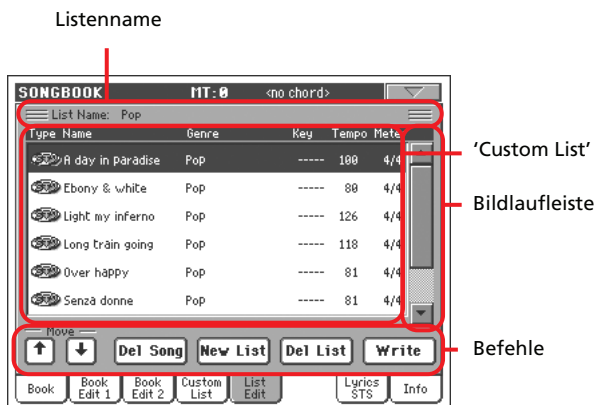 Listenname
SONGBOOK MT:0 <no chord>
List Name: Pop
Type Name Genre Key Tempo Mete
A day in paradise Pop ----- 100 4/4
'Custom List'
Ebony & white Pop ----- 80 4/4
Bildlaufleiste
Light my inferno Pop ----- 126 4/4
Long train going Pop ----- 118 4/4
Over happy Pop ----- 81 4/4
Senza donne Pop ----- 81 4/4
Move
Del Song New List Del List Write
Befehle
Book Book Edit 1 Book Edit 2 Custom List List Edit Lyrics STS Info